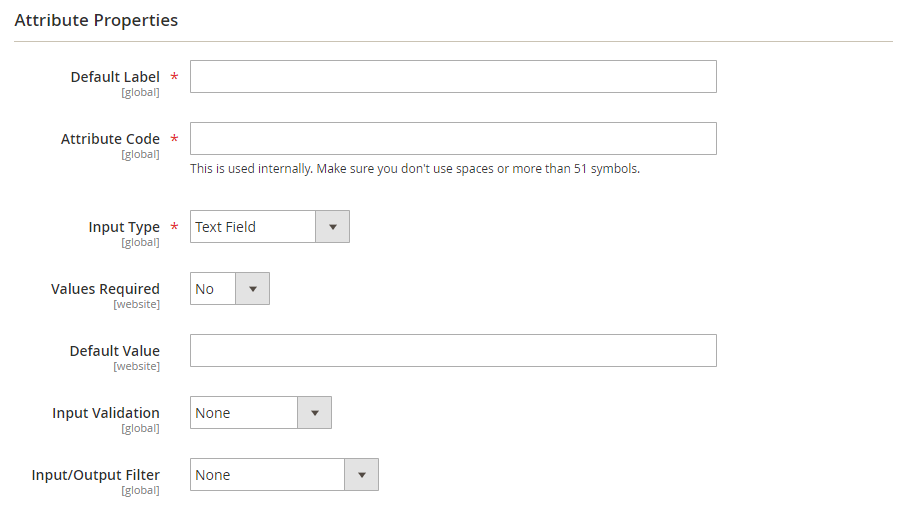 Attribute Properties
Default Label *
[global]
Attribute Code *
[global]
This is used internally. Make sure you don't use spaces or more than 51 symbols.
Input Type * Text Field
[global]
Values Required No
[website]
Default Value
[website]
Input Validation None
[global]
Input/Output Filter None
[global]